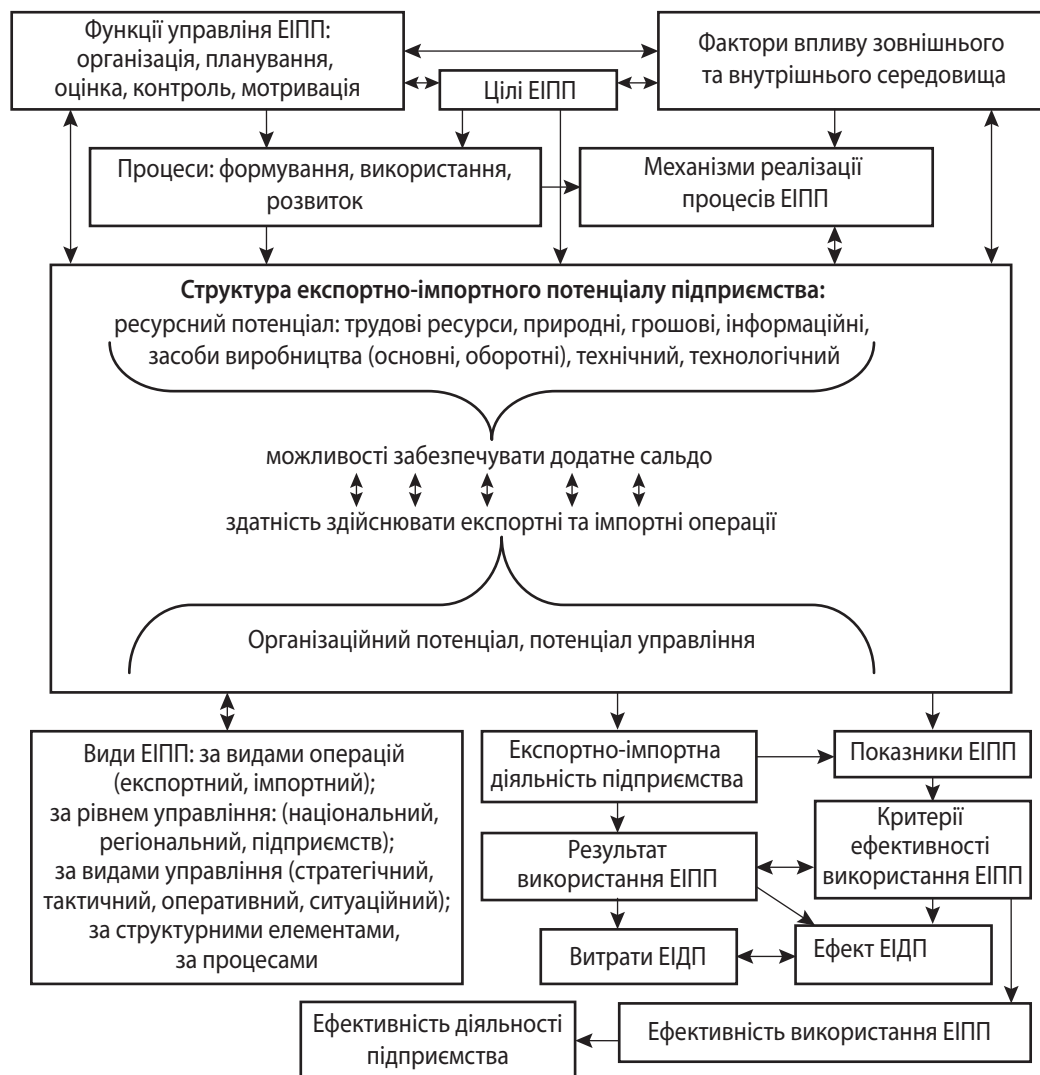 Функції управліня ЕІПП:
організація, планування,
оцінка, контроль, мотривація
Цілі ЕІПП
Фактори впливу зовнішнього
та внутрішнього середовища
Процеси: формування, використання,
розвиток
Механізми реалізації
процесів ЕІПП
Структура експортно-імпортного потенціалу підприємства:
ресурсний потенціал: трудові ресурси, природні, грошові, інформаційні,
засоби виробництва (основні, оборотні), технічний, технологічний
можливості забезпечувати додатне сальдо
здатність здійснювати експортні та імпортні операції
Організаційний потенціал, потенціал управління
Види ЕІПП: за видами операцій
(експортний, імпортний);
за рівнем управління: (національний,
регіональний, підприємств);
за видами управління (стратегічний,
тактичний, оперативний, ситуаційний);
за структурними елементами,
за процесами
Експортно-імпортна
діяльність підприємства
Показники ЕІПП
Результат
використання ЕІПП
Критерії
ефективності
використання ЕІПП
Витрати ЕІДП
Ефект ЕІДП
Ефективність діяльності
підприємства
Ефективність використання ЕІПП